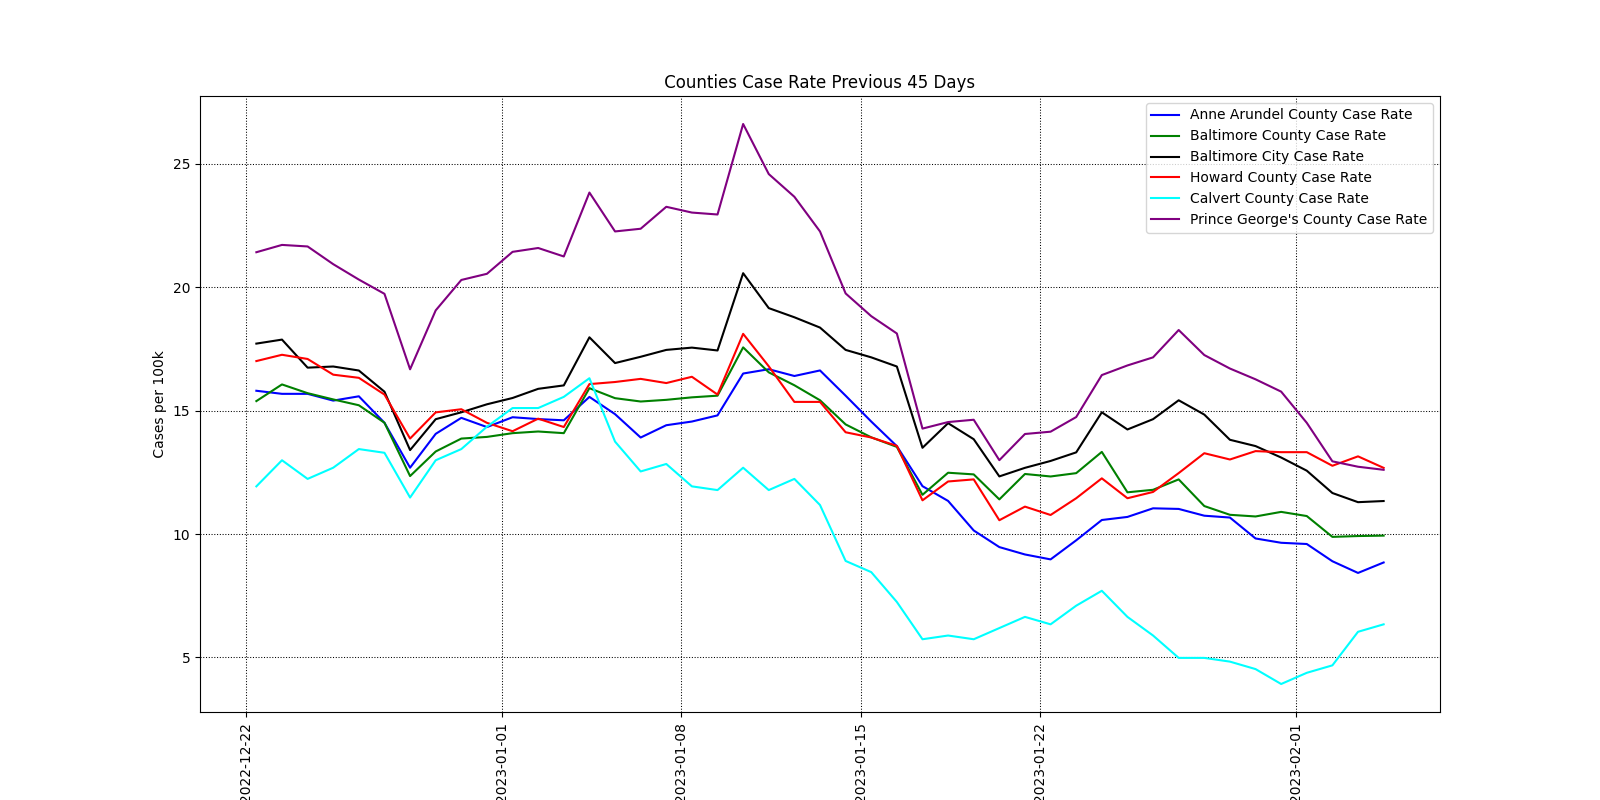 Counties Case Rate Previous 45 Days
Anne Arundel County Case Rate
Baltimore County Case Rate
Baltimore City Case Rate
Howard County Case Rate
Calvert County Case Rate
Prince George's County Case Rate
Cases per 100k
25
20
15
10
5
2022-12-22
2023-01-01
2023-01-08
2023-01-15
2023-01-22
2023-02-01